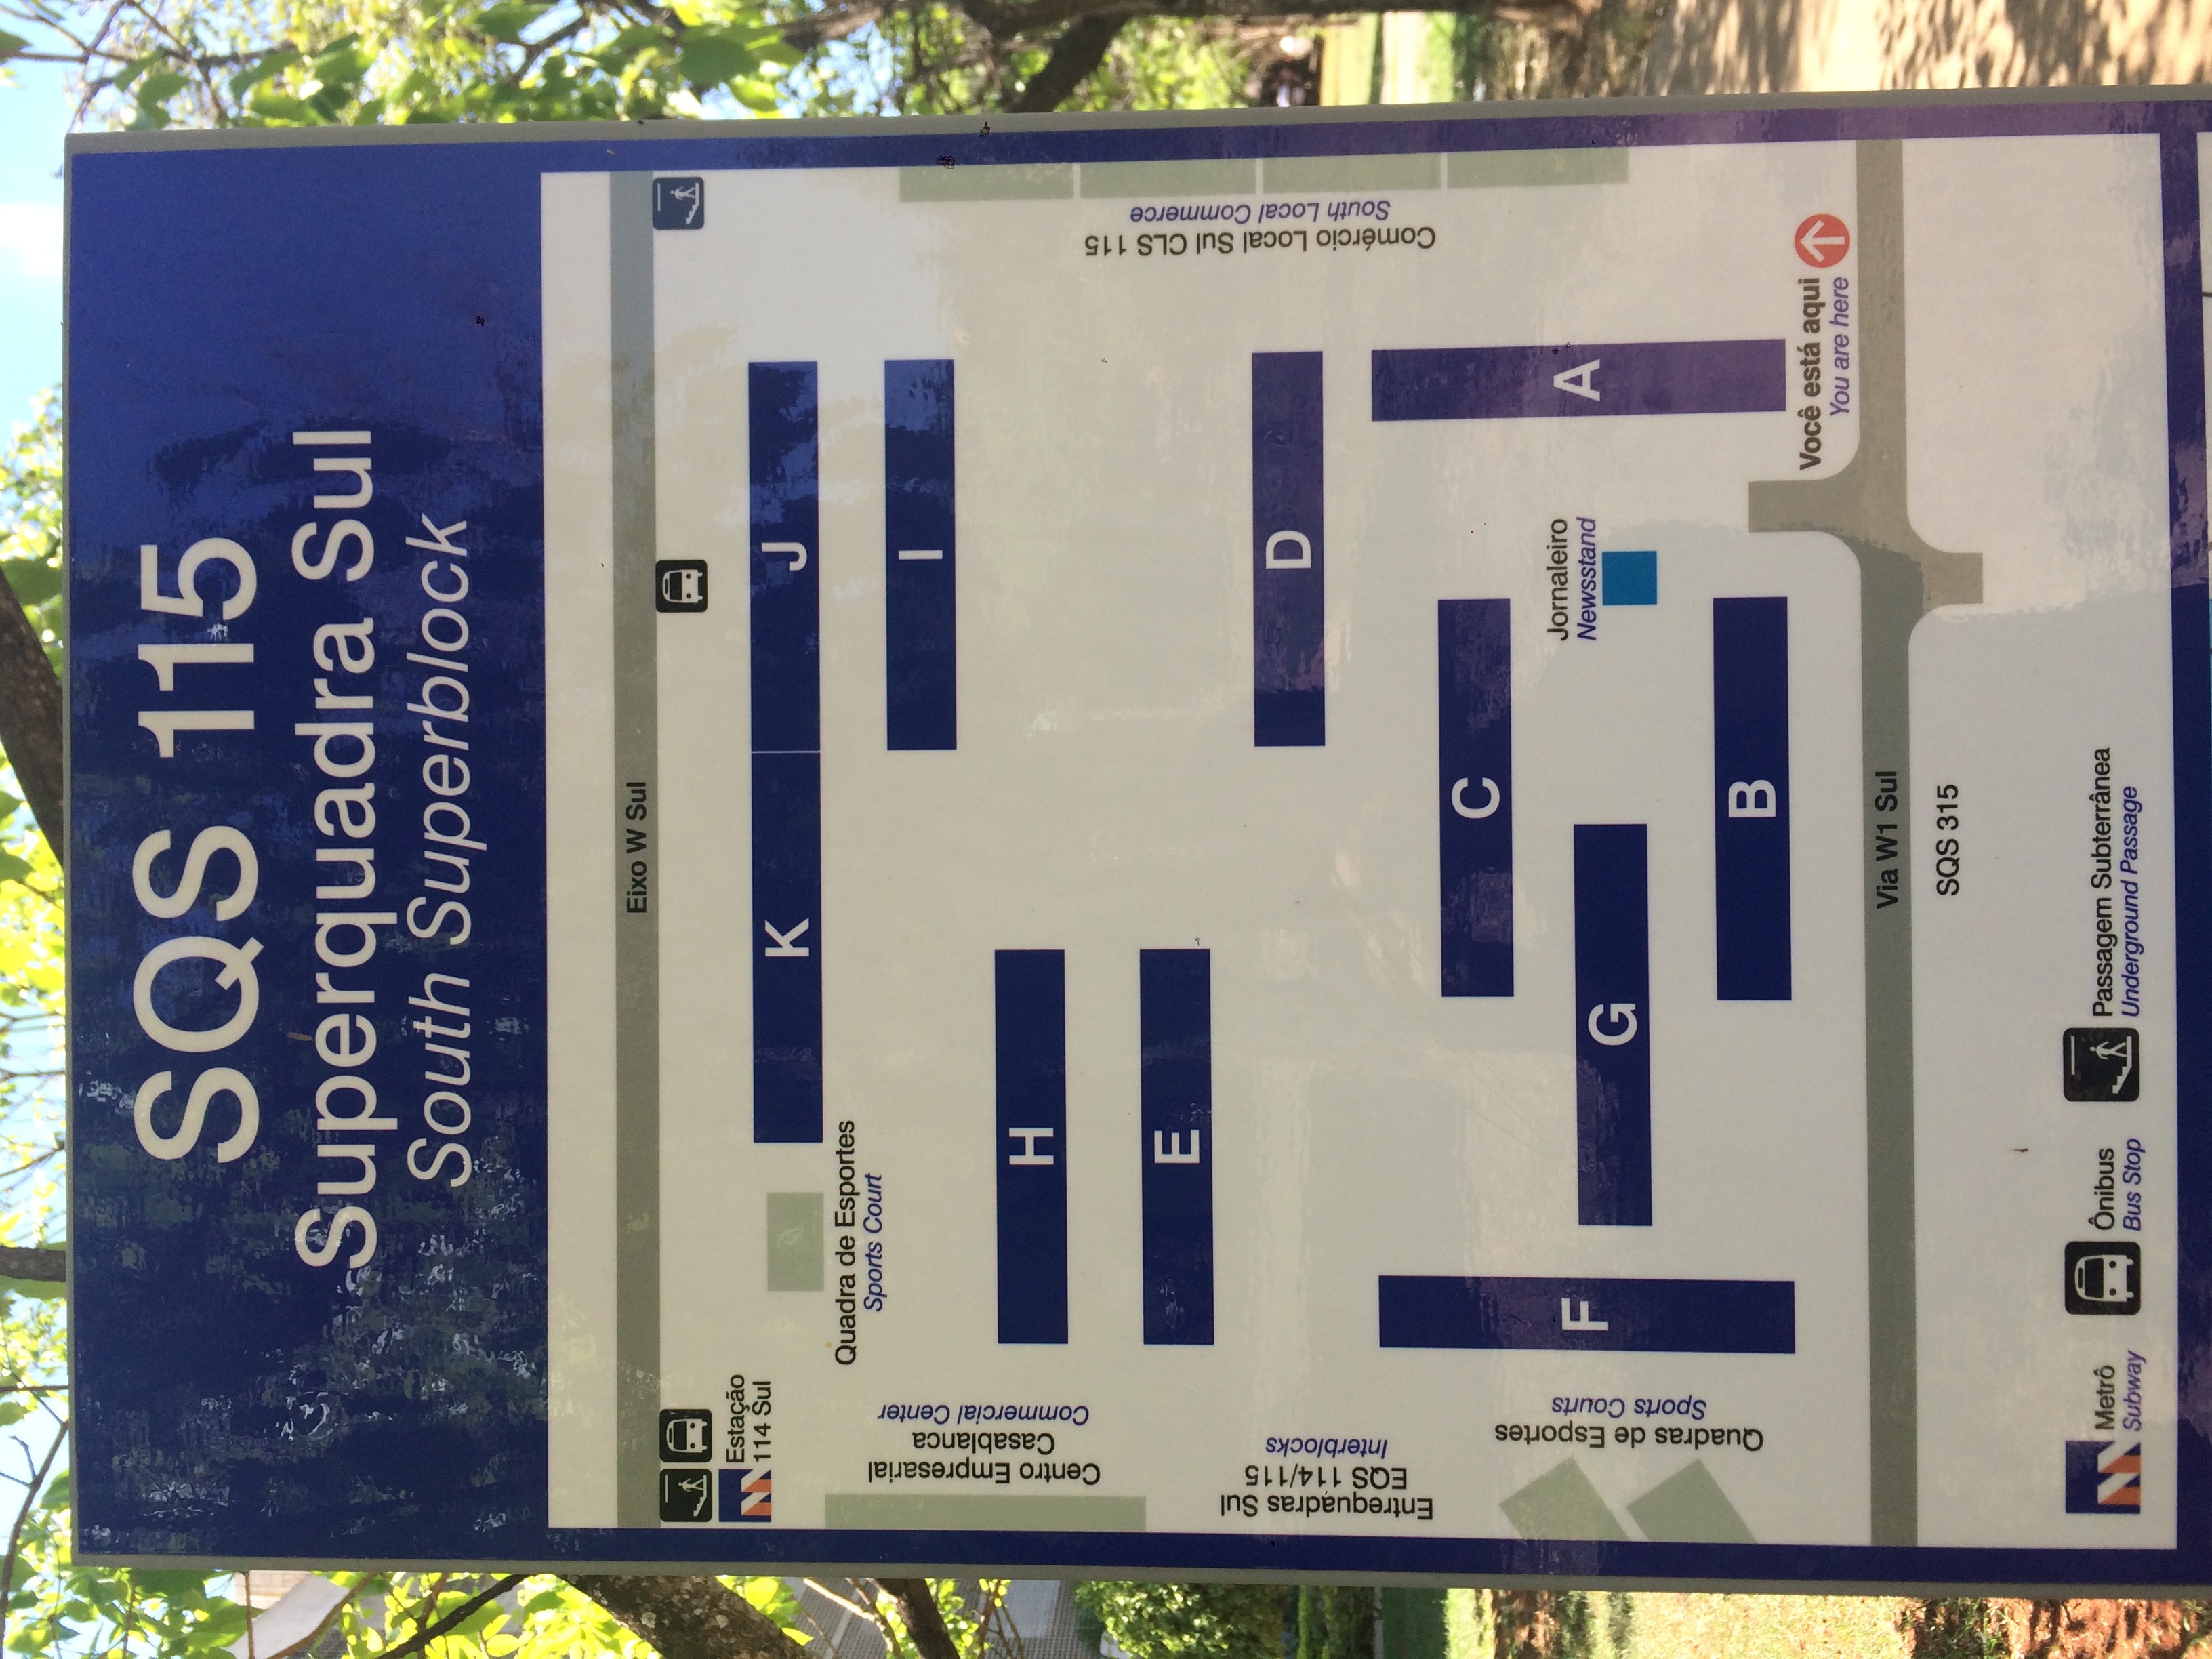 SQS 115
Superquadra Sul
South Superblock
Eixo W Sul
Estação
114 Sul
K
J
Quadra de Esportes
Sports Court
I
Centro Empresarial
Casablanca
Commercial Center
H
E
Comércio Local Sul CLS 115
South Local Commerce
Entrequadras Sul
EQS 114/115
Interblocks
D
C
F
A
Jornaleiro
Newsstand
G
Quadras de Esportes
Sports Courts
B
Você está aqui
You are here
Via W1 Sul
SQS 315
Metrô
Subway
Ônibus
Bus Stop
Passagem Subterrânea
Underground Passage